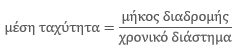 μέση ταχύτητα = μήκος διαδρομής / χρονικό διάστημα